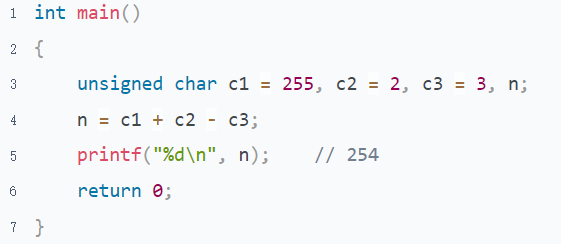 1 int main()
2 {
3     unsigned char c1 = 255, c2 = 2, c3 = 3, n;
4     n = c1 + c2 - c3;
5     printf("%d\n", n);    // 254
6     return 0;
7 }